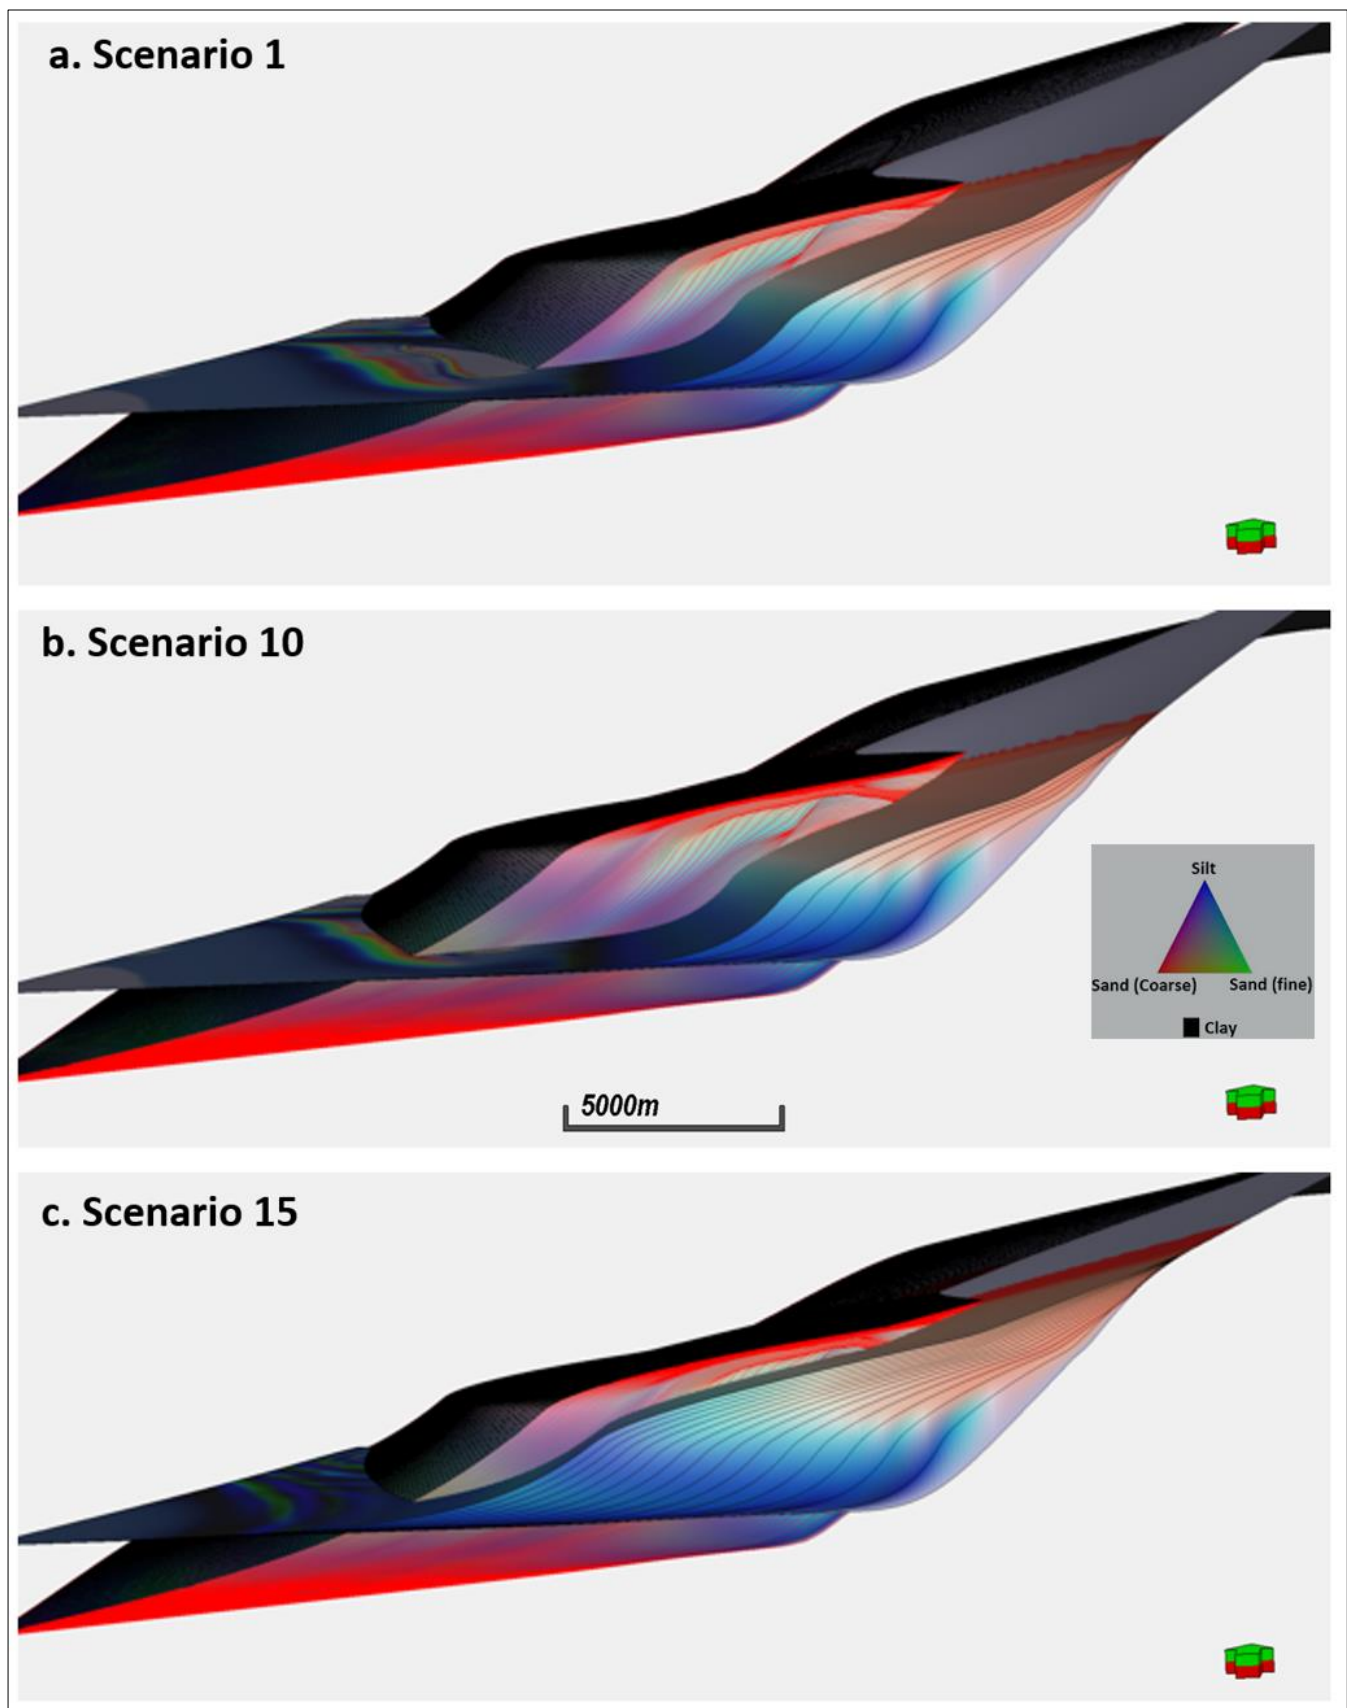 a. Scenario 1
b. Scenario 10
Silt
Sand (Coarse) Sand (fine)
Clay
5000m
c. Scenario 15